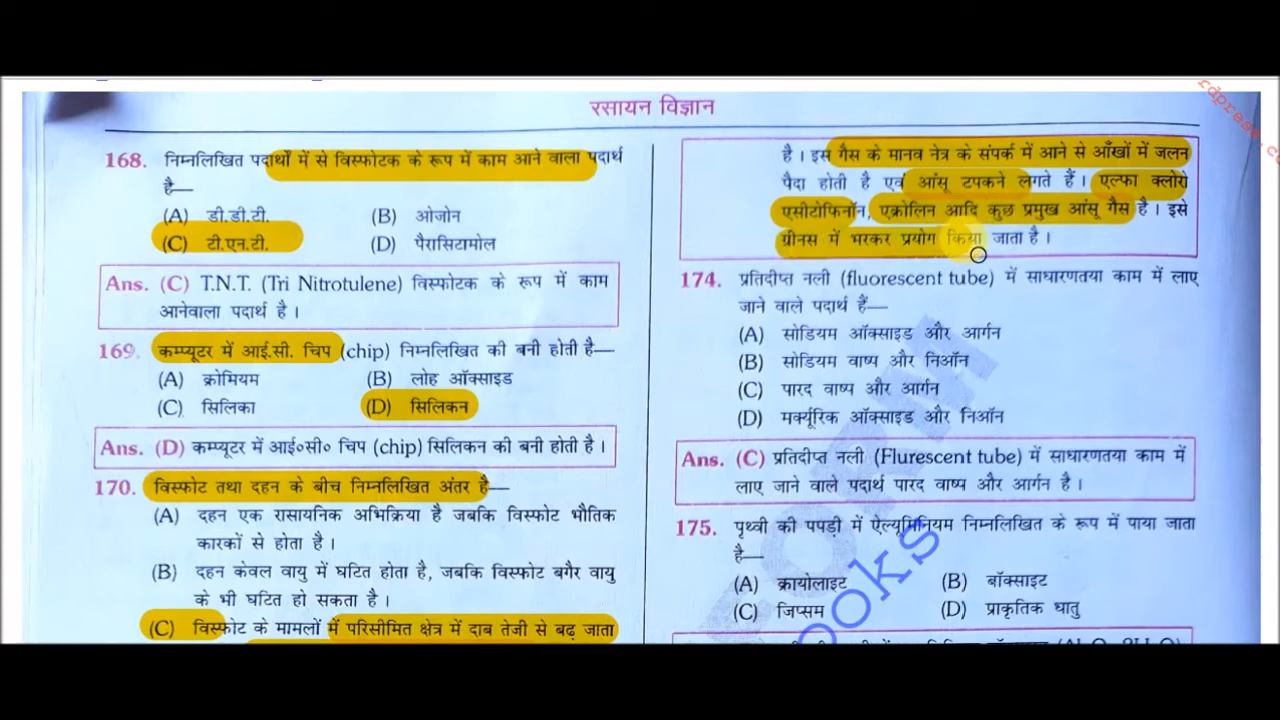 रसायन विज्ञान
168. निम्नलिखित पदार्थों में से विस्फोटक के रूप में काम आने वाला पदार्थ
है—
(A) डी.डी.टी. (B) ओजोन
(C) टी.एन.टी. (D) पैरासिटामोल
Ans. (C) T.N.T. (Tri Nitrotulene) विस्फोटक के रूप में काम
आनेवाला पदार्थ है।
169. कम्प्यूटर में आई.सी. चिप (chip) निम्नलिखित की बनी होती है—
(A) क्रोमियम (B) लोह ऑक्साइड
(C) सिलिका (D) सिलिकन
Ans. (D) कम्प्यूटर में आई०सी० चिप (chip) सिलिकन की बनी होती है।
170. विस्फोट तथा दहन के बीच निम्नलिखित अंतर है—
(A) दहन एक रासायनिक अभिक्रिया है जबकि विस्फोट भौतिक
कारकों से होता है।
(B) दहन केवल वायु में घटित होता है, जबकि विस्फोट बगैर वायु
के भी घटित हो सकता है।
(C) विस्फोट के मामलों में परिसीमित क्षेत्र में दाब तेजी से बढ़ जाता
है। इस गैस के मानव नेत्र के संपर्क में आने से आँखों में जलन
पैदा होती है एवं आंसू टपकने लगते हैं। एल्फा क्लोरो
एसीटोफिनॉन, एक्रोलिन आदि कुछ प्रमुख आंसू गैस है। इसे
ग्रीनस में भरकर प्रयोग किया जाता है।
174. प्रतिदीप्त नली (fluorescent tube) में साधारणतया काम में लाए
जाने वाले पदार्थ हैं—
(A) सोडियम ऑक्साइड और आर्गन
(B) सोडियम वाष्प और निऑन
(C) पारद वाष्प और आर्गन
(D) मर्क्यूरिक ऑक्साइड और निऑन
Ans. (C) प्रतिदीप्त नली (Flurescent tube) में साधारणतया काम में
लाए जाने वाले पदार्थ पारद वाष्प और आर्गन है।
175. पृथ्वी की पपड़ी में ऐल्यूमिनियम निम्नलिखित के रूप में पाया जाता
है—
(A) क्रायोलाइट (B) बॉक्साइट
(C) जिप्सम (D) प्राकृतिक धातु